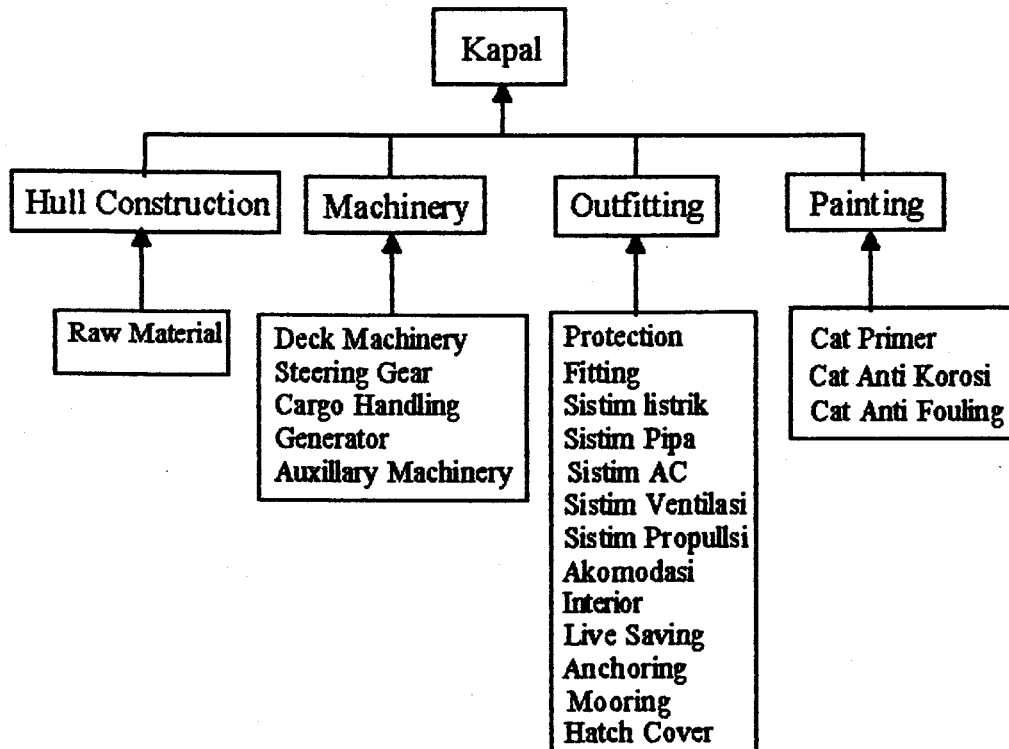 Kapal
Hull Construction
Machinery
Outfitting
Painting
Raw Material
Deck Machinery
Steering Gear
Cargo Handling
Generator
Auxillary Machinery
Protection
Fitting
Sistim listrik
Sistim Pipa
Sistim AC
Sistim Ventilasi
Sistim Propullsi
Akomodasi
Interior
Live Saving
Anchoring
Mooring
Hatch Cover
Cat Primer
Cat Anti Korosi
Cat Anti Fouling